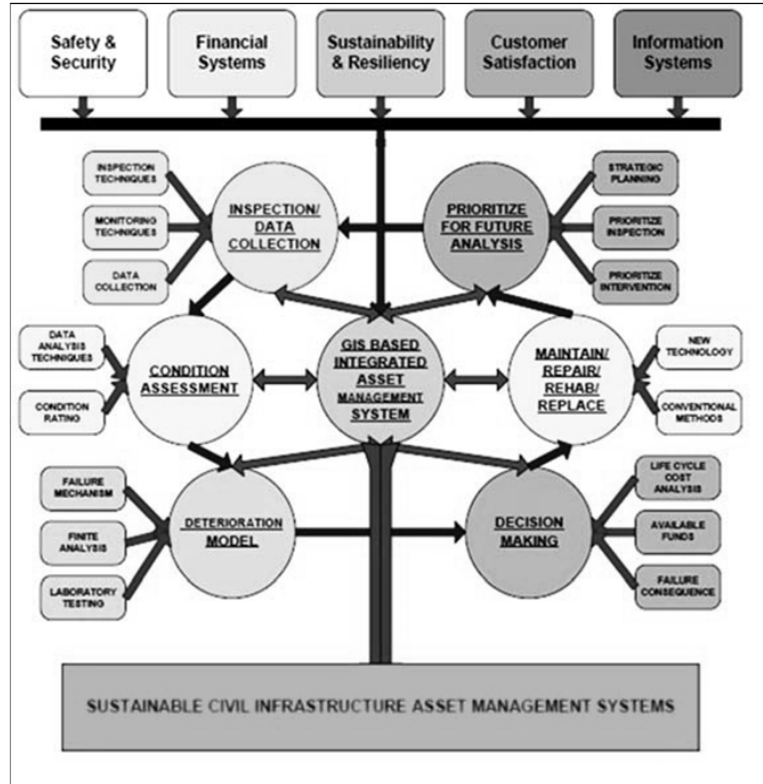 Safety &
Security
Financial
Systems
Sustainability
& Resiliency
Customer
Satisfaction
Information
Systems
INSPECTION
TECHNIQUES
MONITORING
TECHNIQUES
DATA
COLLECTION
INSPECTION/
DATA
COLLECTION
PRIORITIZE
FOR FUTURE
ANALYSIS
STRATEGIC
PLANNING
PRIORITIZE
INSPECTION
PRIORITIZE
INTERVENTION
DATA
ANALYSIS
TECHNIQUES
CONDITION
RATING
CONDITION
ASSESSMENT
GIS BASED
INTEGRATED
ASSET
MANAGEMENT
SYSTEM
MAINTAIN/
REPAIR/
REHAB/
REPLACE
NEW
TECHNOLOGY
CONVENTIONAL
METHODS
FAILURE
MECHANISM
FINITE
ANALYSIS
LABORATORY
TESTING
DETERIORATION
MODEL
DECISION
MAKING
LIFE CYCLE
COST
ANALYSIS
AVAILABLE
FUNDS
FAILURE
CONSEQUENCE
SUSTAINABLE CIVIL INFRASTRUCTURE ASSET MANAGEMENT SYSTEMS